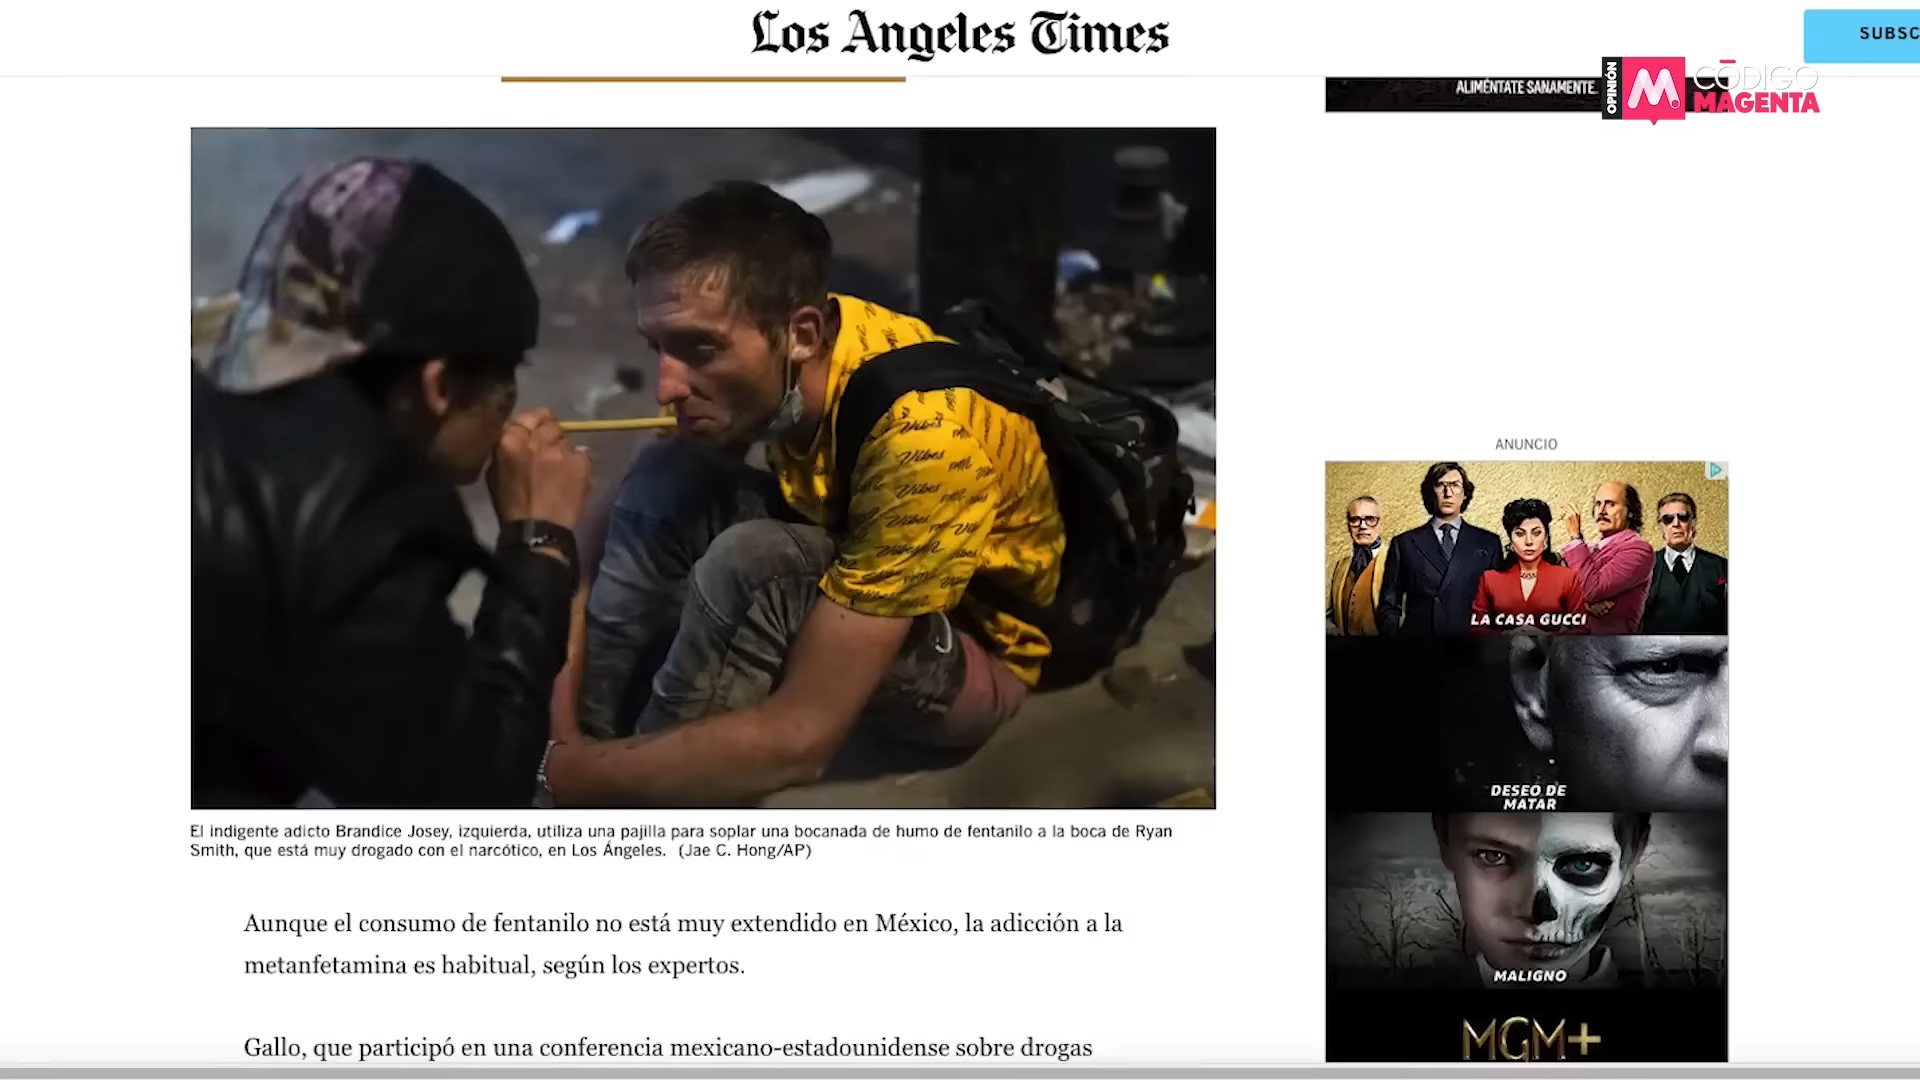 Los Angeles Times
SUBSC
ALIMÉNTATE SANAMENTE
OPINIÓN
M
CÓDIGO
MAGENTA
Vibes
Vibes
Vibes
Vibes
ANUNCIO
LA CASA GUCCI
DESEO DE
MATAR
MALIGNO
MGM+
El indigente adicto Brandice Josey, izquierda, utiliza una pajilla para soplar una bocanada de humo de fentanilo a la boca de Ryan
Smith, que está muy drogado con el narcótico, en Los Ángeles. (Jae C. Hong/AP)
Aunque el consumo de fentanilo no está muy extendido en México, la adicción a la
metanfetamina es habitual, según los expertos.
Gallo, que participó en una conferencia mexicano-estadounidense sobre drogas